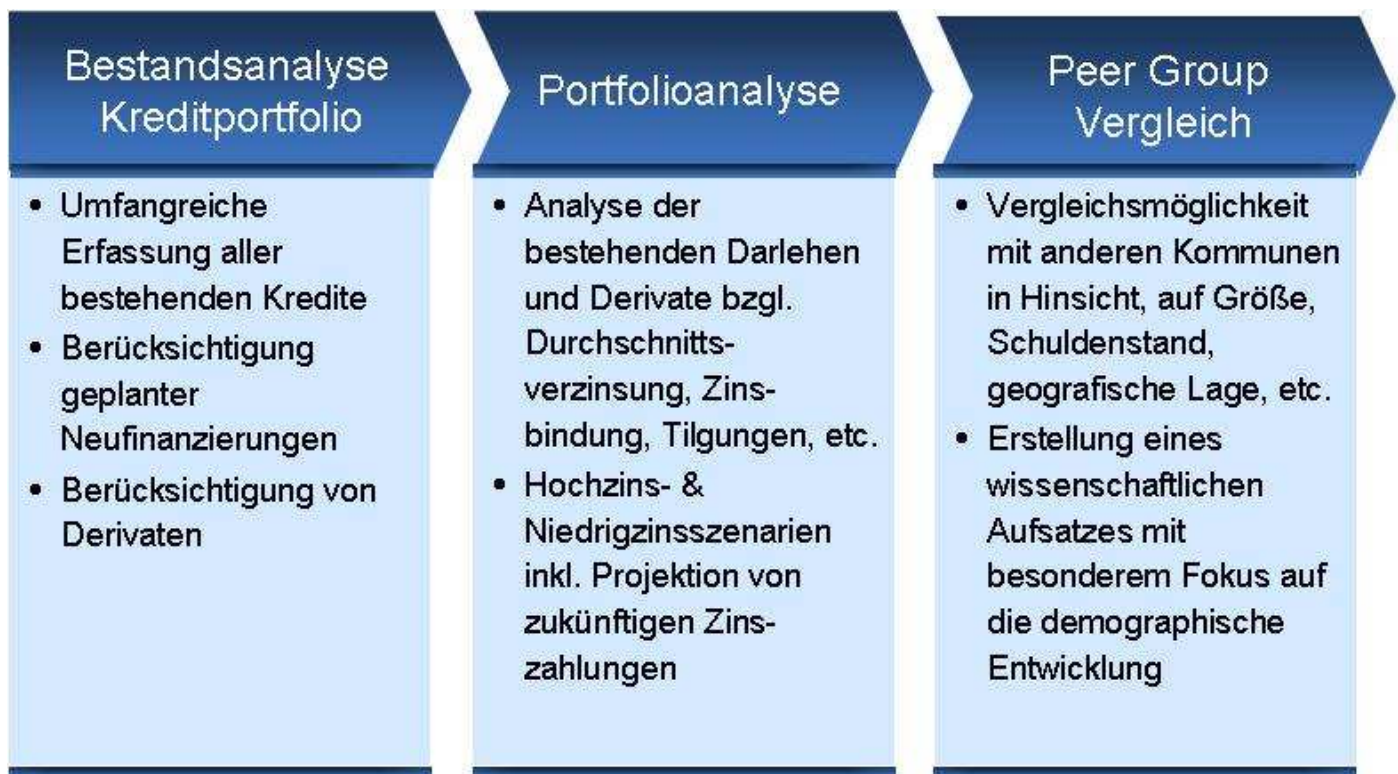 Bestandsanalyse
Kreditportfolio
• Umfangreiche
Erfassung aller
bestehenden Kredite
• Berücksichtigung
geplanter
Neufinanzierungen
• Berücksichtigung von
Derivaten
Portfolioanalyse
• Analyse der
bestehenden Darlehen
und Derivate bzgl.
Durchschnitts-
verzinsung, Zins-
bindung, Tilgungen, etc.
• Hochzins- &
Niedrigzinsszenarien
inkl. Projektion von
zukünftigen Zins-
zahlungen
Peer Group
Vergleich
• Vergleichsmöglichkeit
mit anderen Kommunen
in Hinsicht, auf Größe,
Schuldenstand,
geografische Lage, etc.
• Erstellung eines
wissenschaftlichen
Aufsatzes mit
besonderem Fokus auf
die demographische
Entwicklung